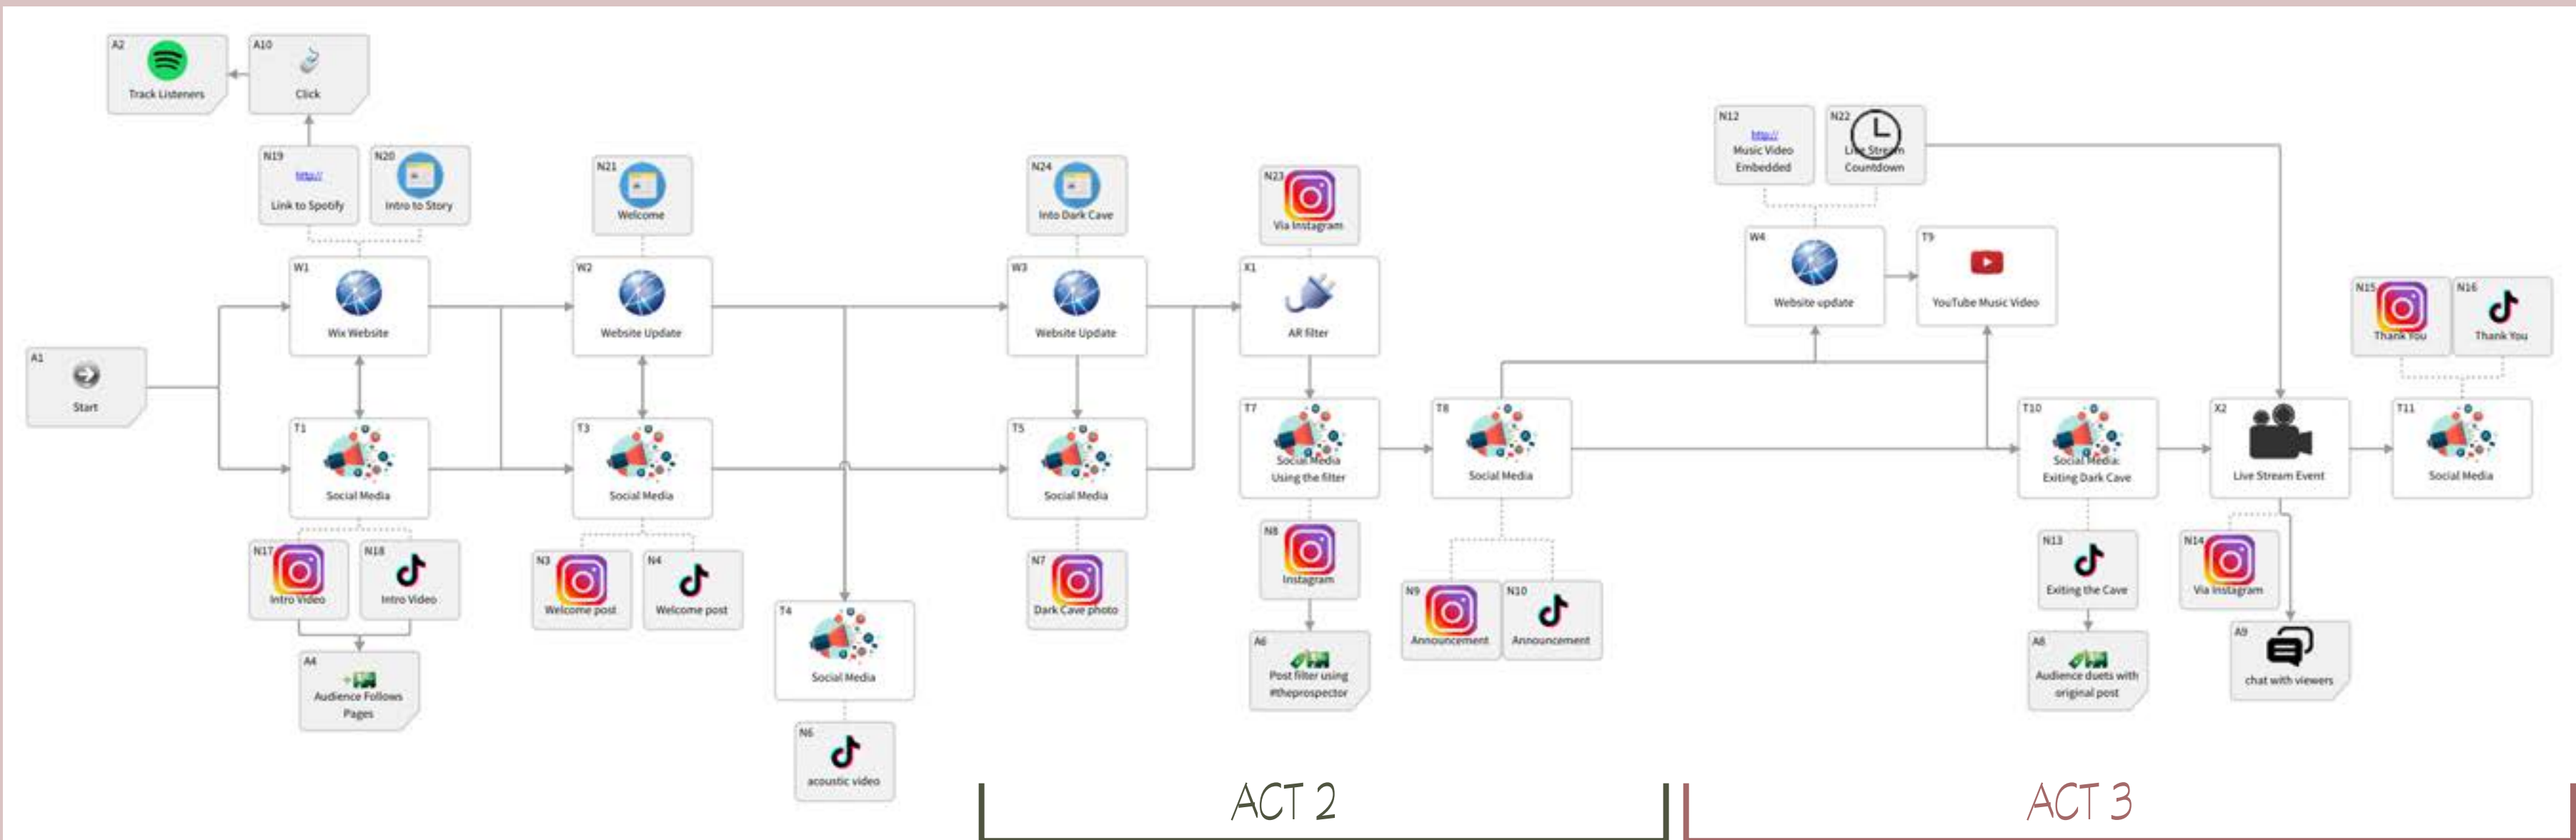 A2
Track Listeners
A10
Click
N19
http://
Link to Spotify
N20
Intro to Story
W1
Wix Website
A1
Start
T1
Social Media
N17
Intro Video
N18
Intro Video
A4
Audience Follows
Pages
N21
Welcome
W2
Website Update
T3
Social Media
N3
Welcome post
N4
Welcome post
T4
Social Media
N6
acoustic video
N24
Into Dark Cave
W3
Website Update
T5
Social Media
N7
Dark Cave photo
N23
Via Instagram
X1
AR filter
T7
Social Media
Using the filter
N8
Instagram
A6
Post filter using
#theprospector
T8
Social Media
N9
Announcement
N10
Announcement
N12
http://
Music Video
Embedded
N22
Live Stream
Countdown
W4
Website update
T9
YouTube Music Video
T10
Social Media:
Exiting Dark Cave
N13
Exiting the Cave
A8
Audience duets with
original post
X2
Live Stream Event
N14
Via Instagram
A9
chat with viewers
N15
Thank You
N16
Thank You
T11
Social Media
ACT 2
ACT 3